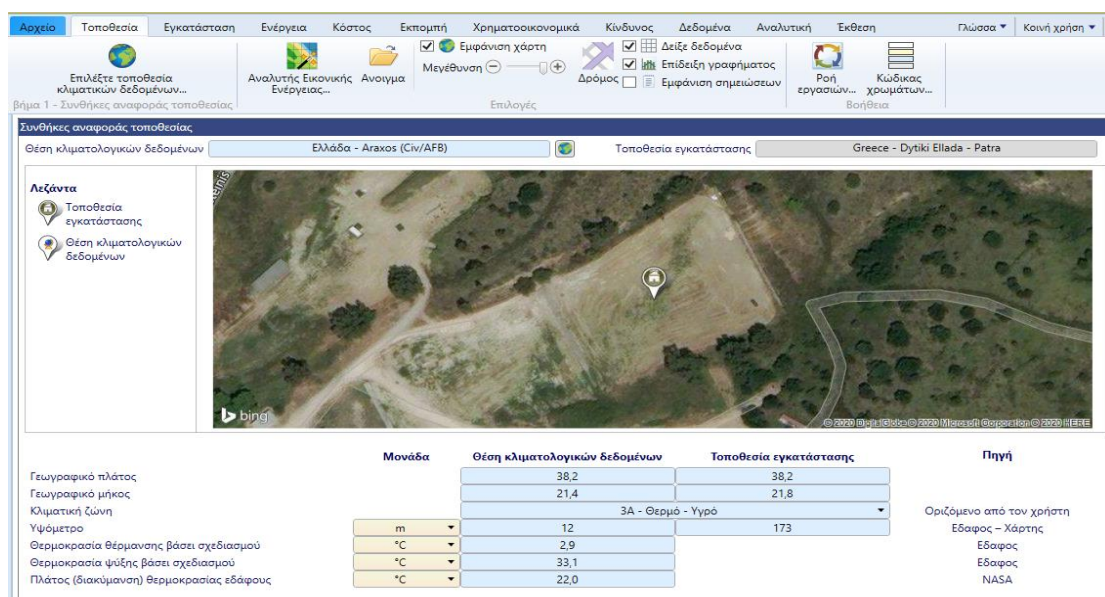 Αρχείο Τοποθεσία Εγκατάσταση Ενέργεια Κόστος Εκπομπή Χρηματοοικονομικά Κίνδυνος Δεδομένα Αναλυτική Έκθεση Γλώσσα Κοινή χρήση
Επιλέξτε τοποθεσία
κλιματικών δεδομένων...
βήμα 1 - Συνθήκες αναφοράς τοποθεσίας
Αναλυτής Εικονικής
Ενέργειας...
Ανοιγμα
Εμφάνιση χάρτη
Μεγέθυνση
Δρόμος
Δείξε δεδομένα
Επίδειξη γραφήματος
Εμφάνιση σημειώσεων
Επιλογές
Ροή
εργασιών...
Κώδικας
χρωμάτων...
Βοήθεια
Συνθήκες αναφοράς τοποθεσίας
Θέση κλιματολογικών δεδομένων Ελλάδα - Araxos (Civ/AFB) Τοποθεσία εγκατάστασης Greece - Dytiki Ellada - Patra
Λεζάντα
Τοποθεσία
εγκατάστασης
Θέση κλιματολογικών
δεδομένων
bing
© 2020 DigitalGlobe © 2020 Microsoft Corporation © 2020 HERE
Μονάδα Θέση κλιματολογικών δεδομένων Τοποθεσία εγκατάστασης Πηγή
Γεωγραφικό πλάτος 38,2 38,2
Γεωγραφικό μήκος 21,4 21,8
Κλιματική ζώνη 3A - Θερμό - Υγρό Οριζόμενο από τον χρήστη
Υψόμετρο m 12 173 Εδαφος – Χάρτης
Θερμοκρασία θέρμανσης βάσει σχεδιασμού °C 2,9 Εδαφος
Θερμοκρασία ψύξης βάσει σχεδιασμού °C 33,1 Εδαφος
Πλάτος (διακύμανση) θερμοκρασίας εδάφους °C 22,0 NASA